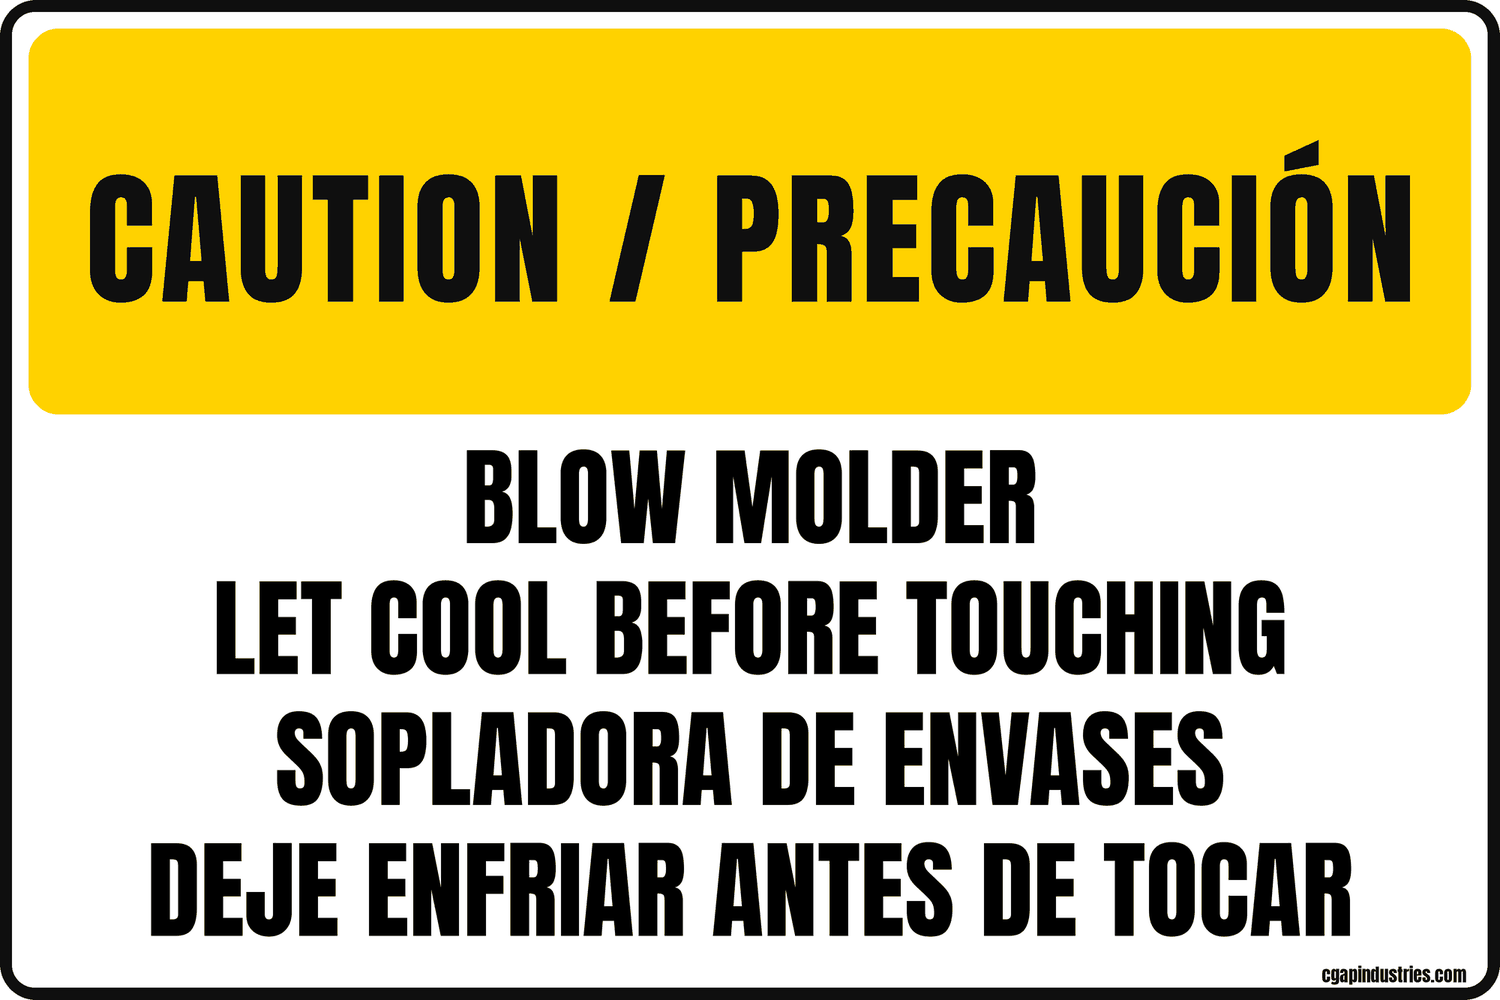 CAUTION / PRECAUCIÓN
BLOW MOLDER
LET COOL BEFORE TOUCHING
SOPLADORA DE ENVASES
DEJE ENFRIAR ANTES DE TOCAR
cgapindustries.com